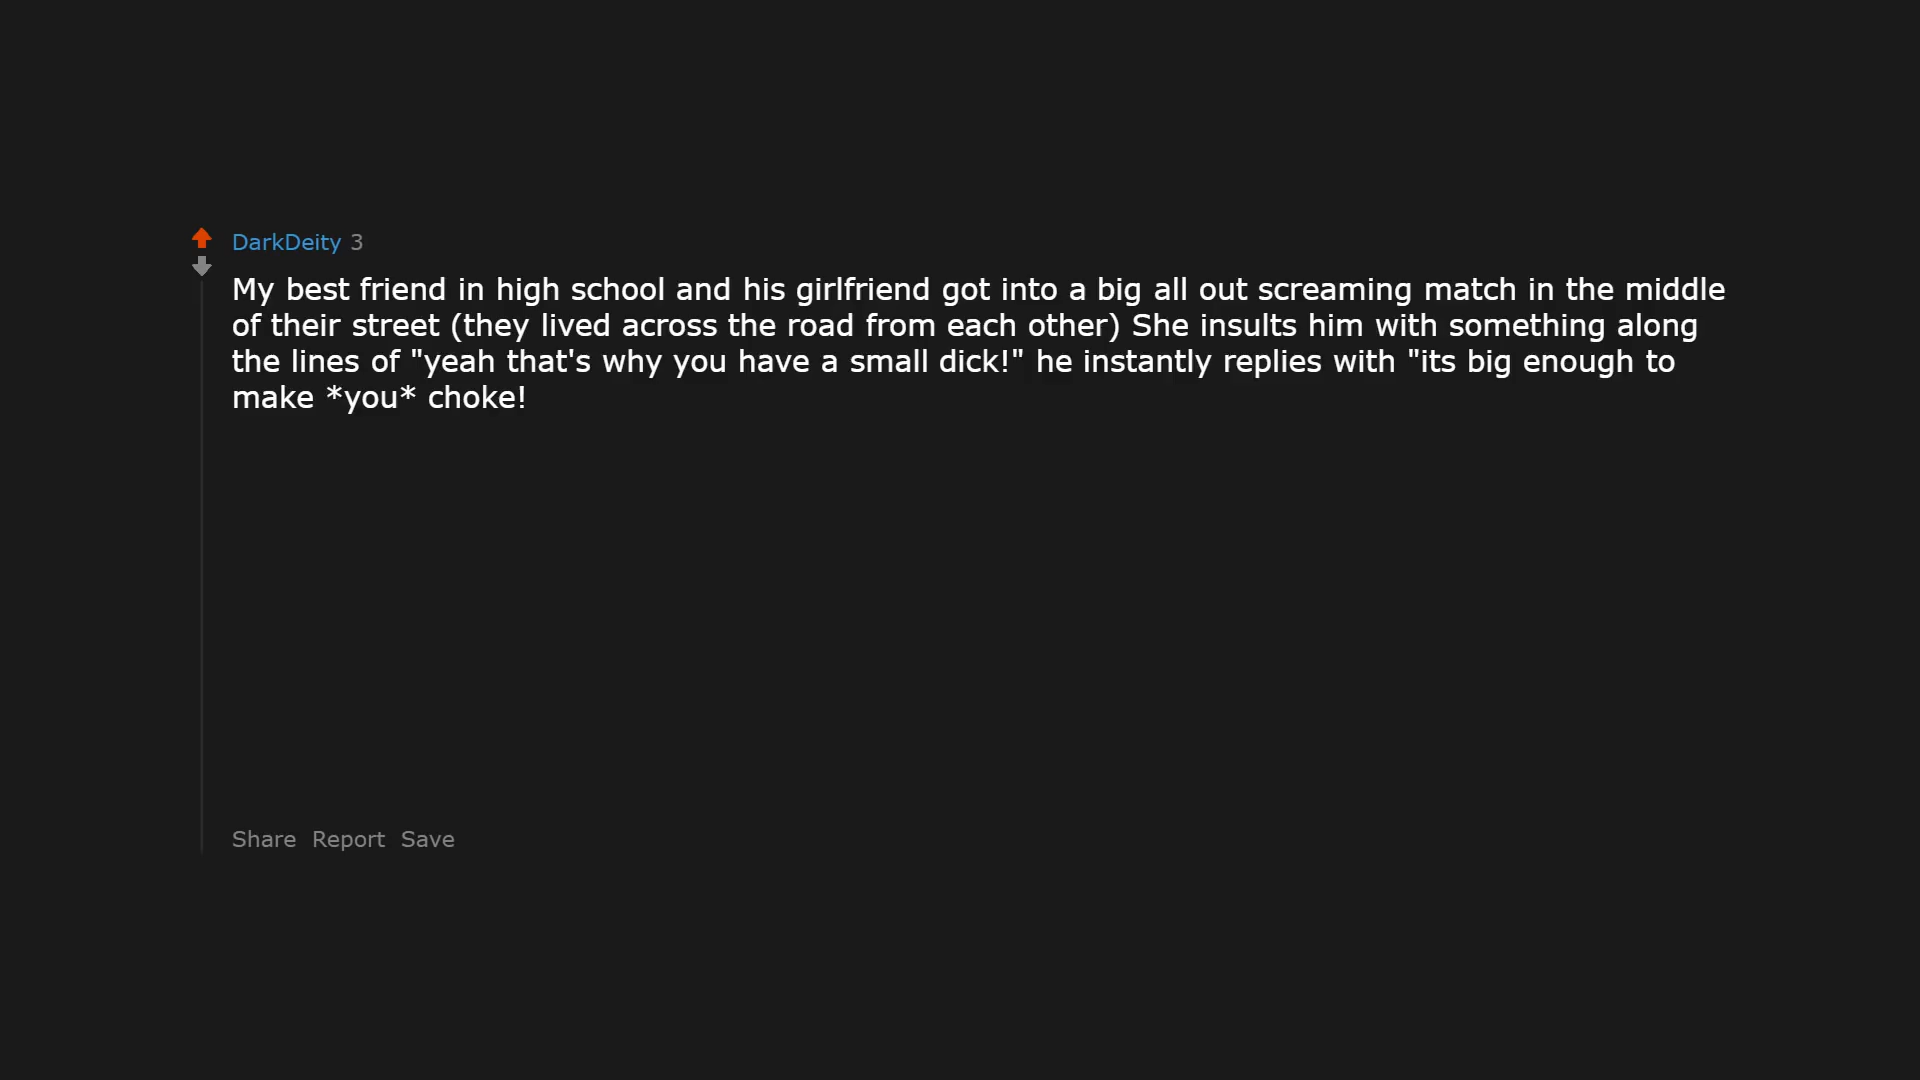 DarkDeity 3
My best friend in high school and his girlfriend got into a big all out screaming match in the middle
of their street (they lived across the road from each other) She insults him with something along
the lines of "yeah that's why you have a small dick!" he instantly replies with "its big enough to
make *you* choke!
Share Report Save